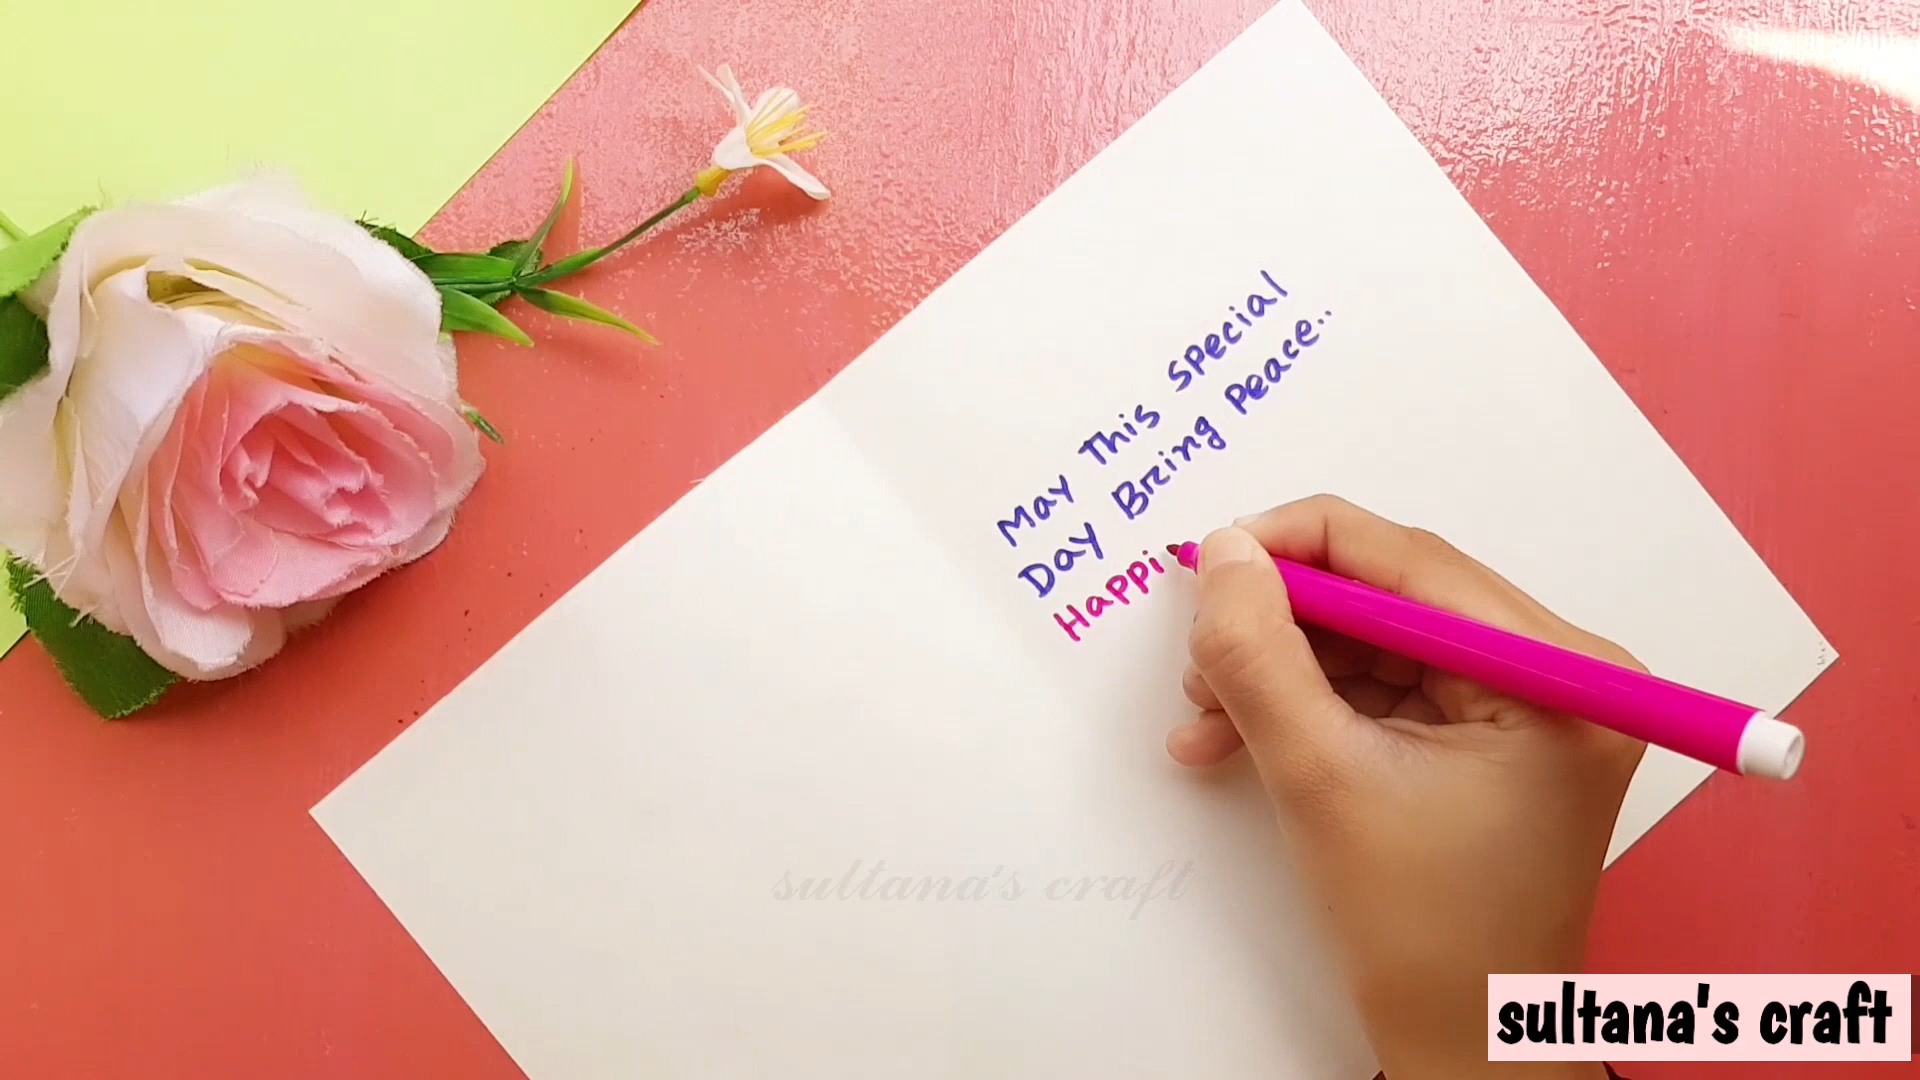 May This special
Day Bring Peace..
Happi
sultana's craft
sultana's craft